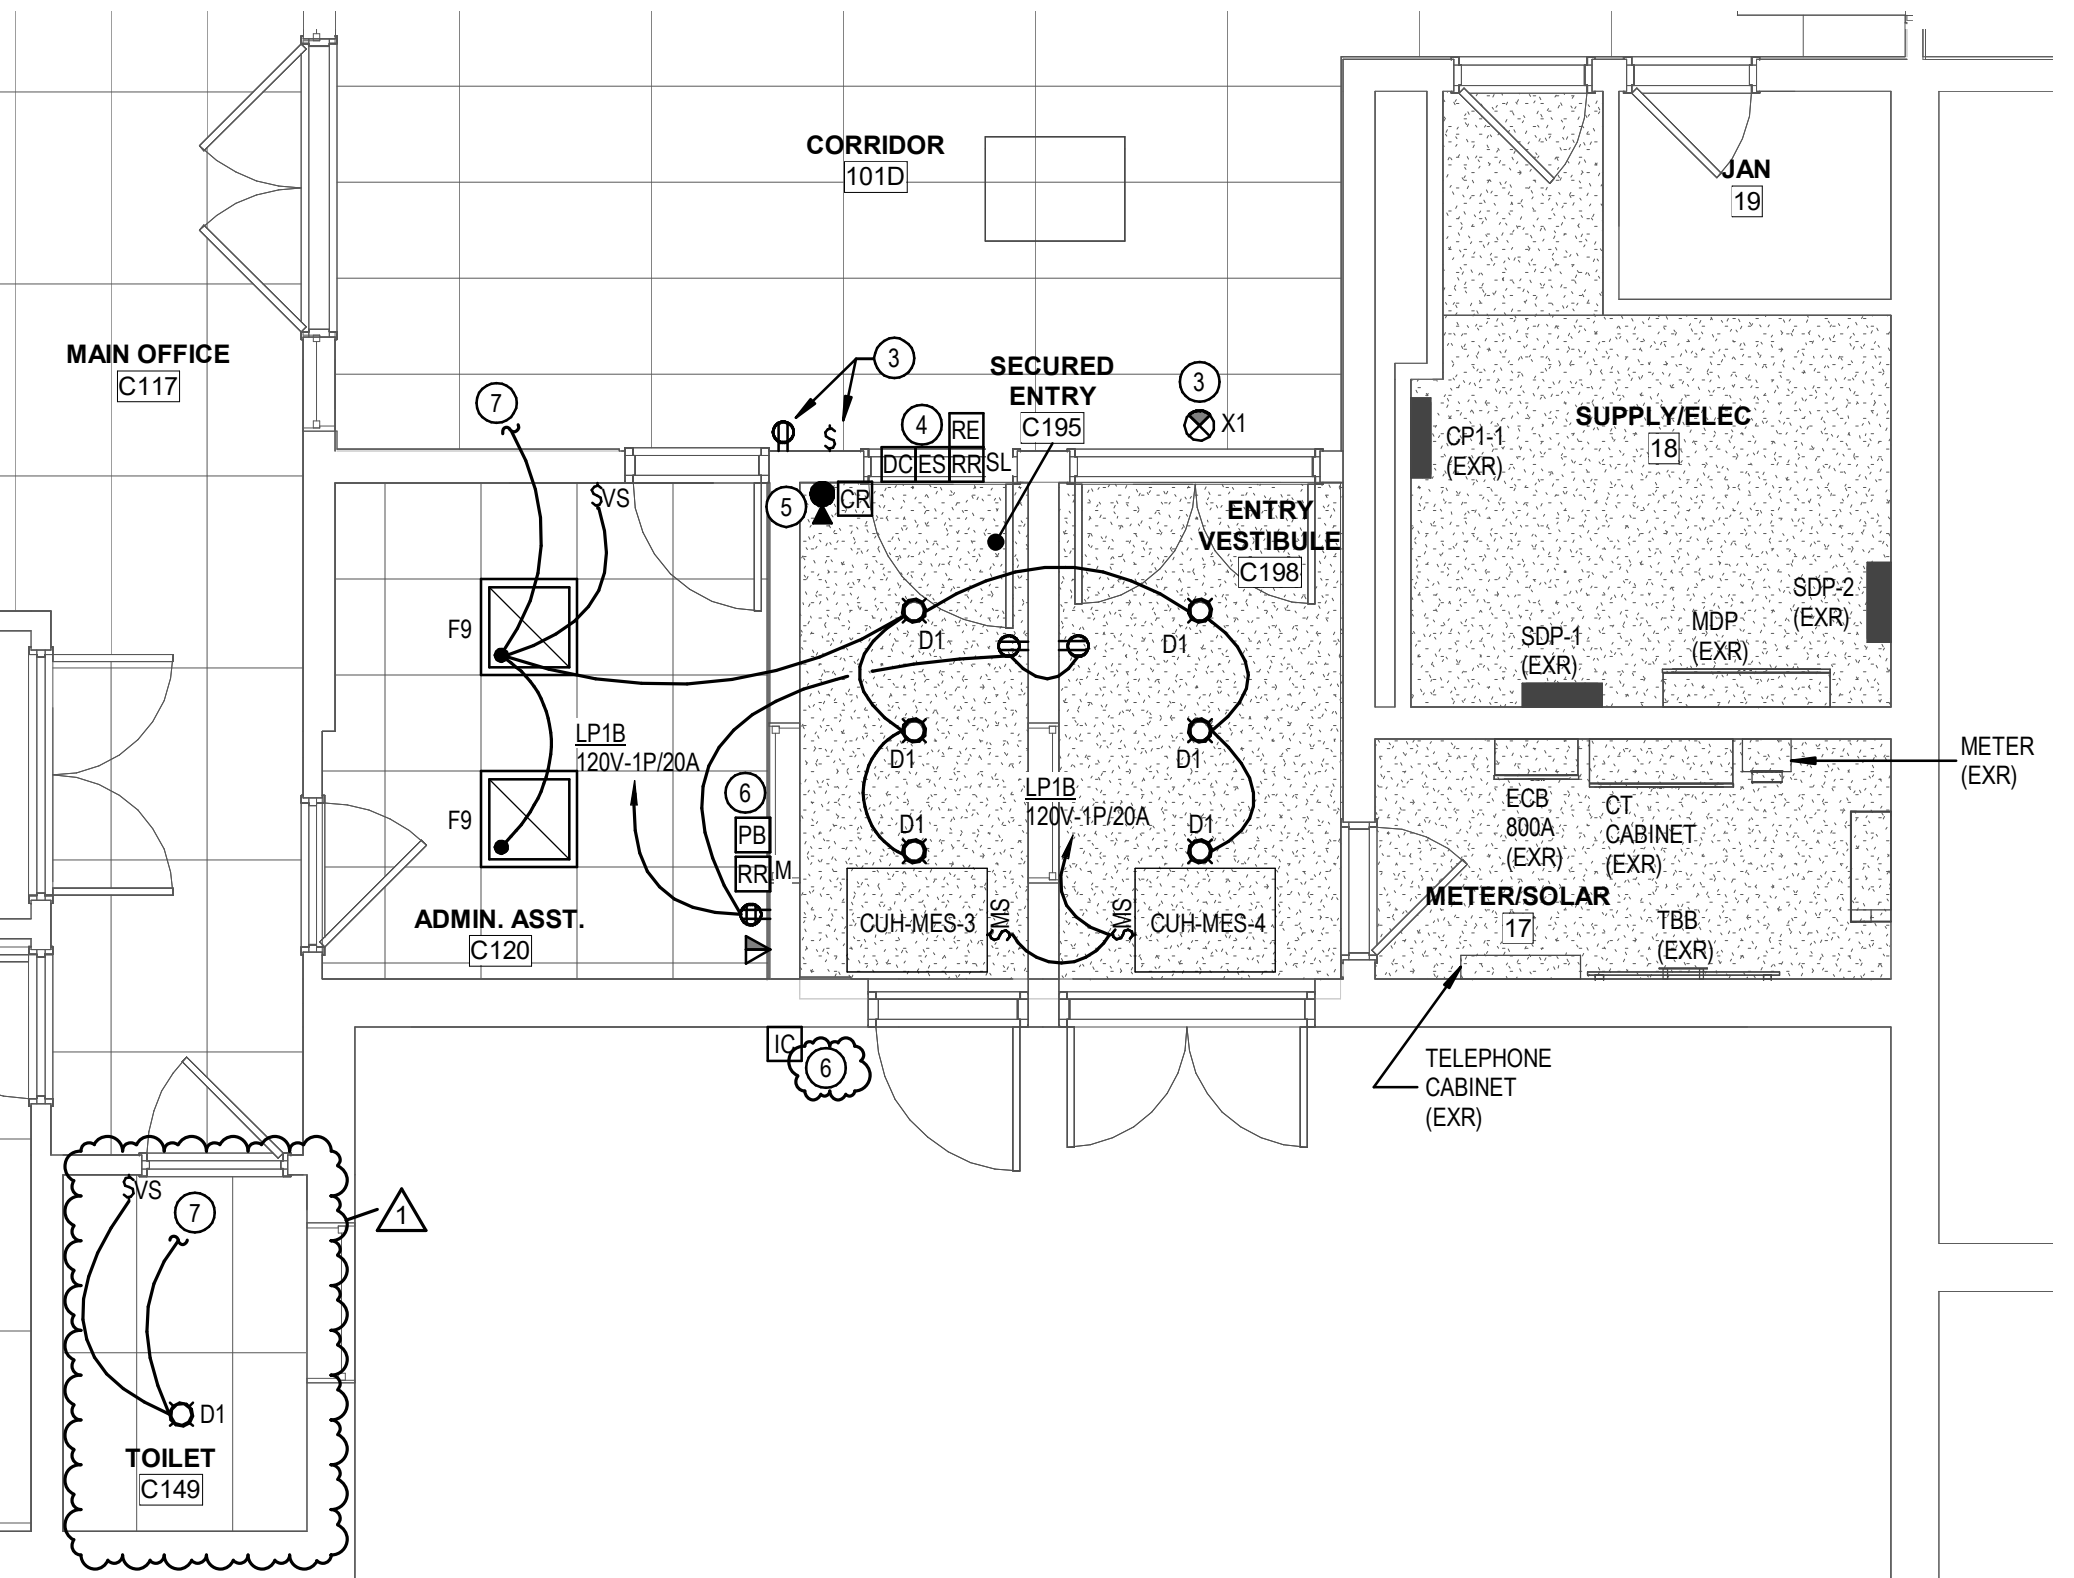 CORRIDOR
101D
JAN
19
MAIN OFFICE
C117
3
7
SECURED
ENTRY
C195
3
X1
$
4
RE
DC
ES
RR
SL
SUPPLY/ELEC
18
CP1-1
(EXR)
$VS
5
CR
ENTRY
VESTIBULE
C198
SDP-2
(EXR)
F9
D1
D1
MDP
(EXR)
SDP-1
(EXR)
LP1B
120V-1P/20A
D1
D1
METER
(EXR)
6
LP1B
120V-1P/20A
ECB
800A
(EXR)
CT
CABINET
(EXR)
F9
PB
D1
D1
RR
M
METER/SOLAR
17
ADMIN. ASST.
C120
CUH-MES-3
$MS
$MS
CUH-MES-4
TBB
(EXR)
IC
6
TELEPHONE
CABINET
(EXR)
$VS
7
1
D1
TOILET
C149